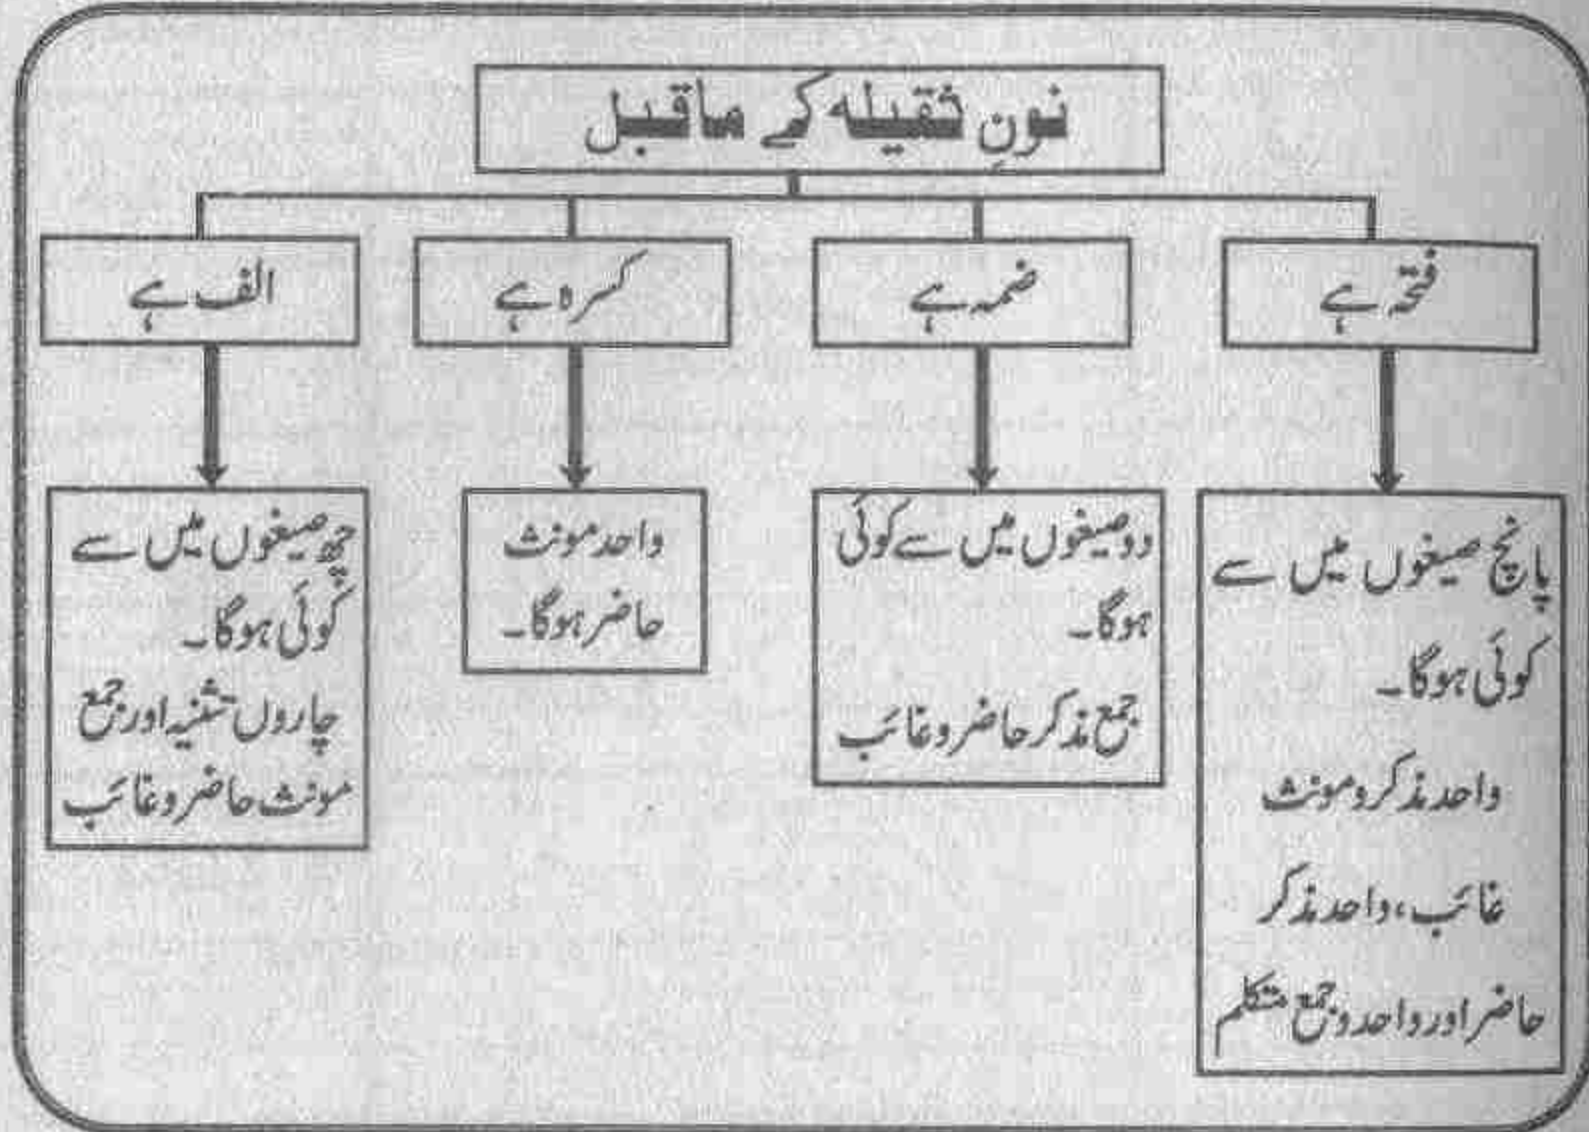 نونِ ثقیلہ کے ماقبل
فتحہ ہے
ضمہ ہے
کسرہ ہے
الف ہے
پانچ صیغوں میں سے
کوئی ہوگا۔
واحد مذکر و مونث
غائب، واحد مذکر
حاضر اور واحد و جمع متکلم
دو صیغوں میں سے کوئی
ہوگا۔
جمع مذکر حاضر و غائب
واحد مونث
حاضر ہوگا۔
چھ صیغوں میں سے
کوئی ہوگا۔
چاروں تثنیہ اور جمع
مونث حاضر و غائب